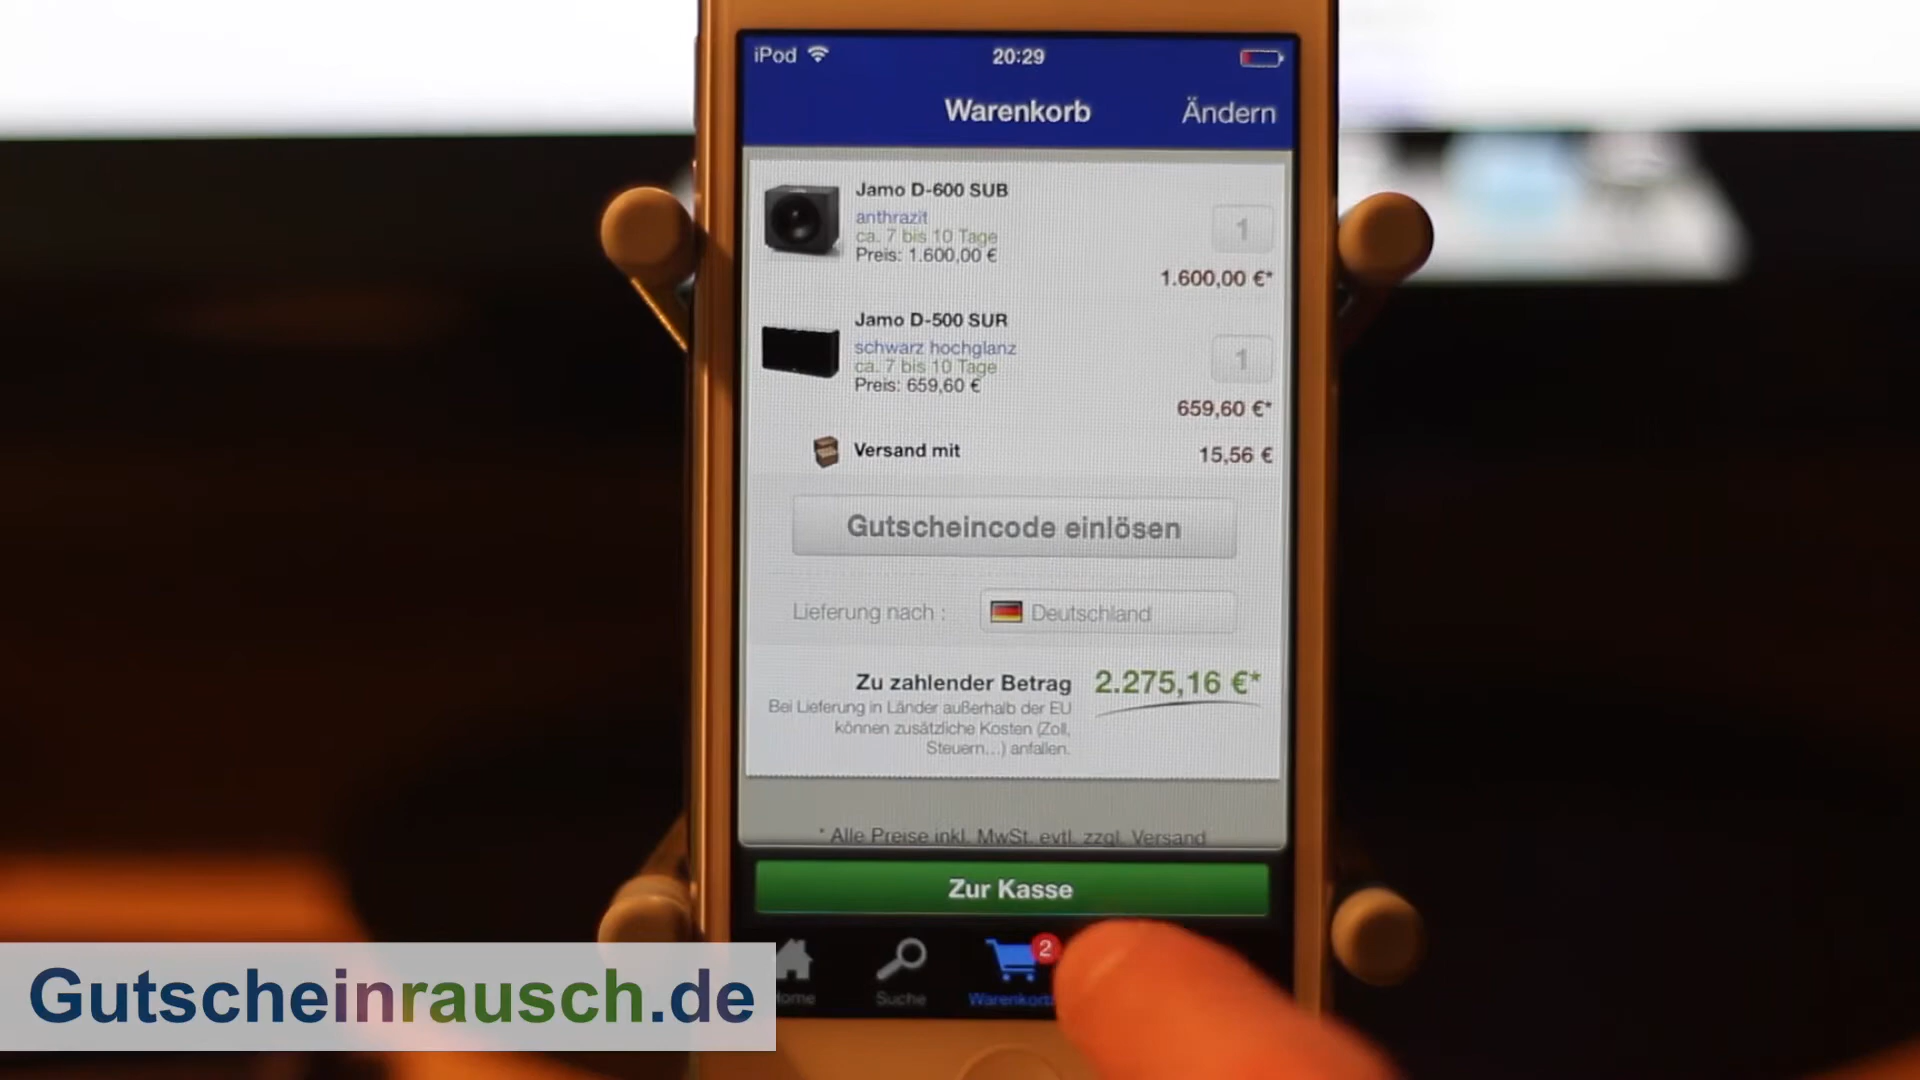 iPod
20:29
Warenkorb
Ändern
Jamo D-600 SUB
anthrazit
ca. 7 bis 10 Tage
Preis: 1.600,00 €
1
1.600,00 €*
Jamo D-500 SUR
schwarz hochglanz
ca. 7 bis 10 Tage
Preis: 659,60 €
1
659,60 €*
Versand mit
15,56 €
Gutscheincode einlösen
Lieferung nach :
Deutschland
Zu zahlender Betrag
2.275,16 €*
Bei Lieferung in Länder außerhalb der EU
können zusätzliche Kosten (Zoll,
Steuern...) anfallen.
* Alle Preise inkl. MwSt. evtl. zzgl. Versand
Zur Kasse
2
Home
Suche
Warenkorb
Gutscheinrausch.de